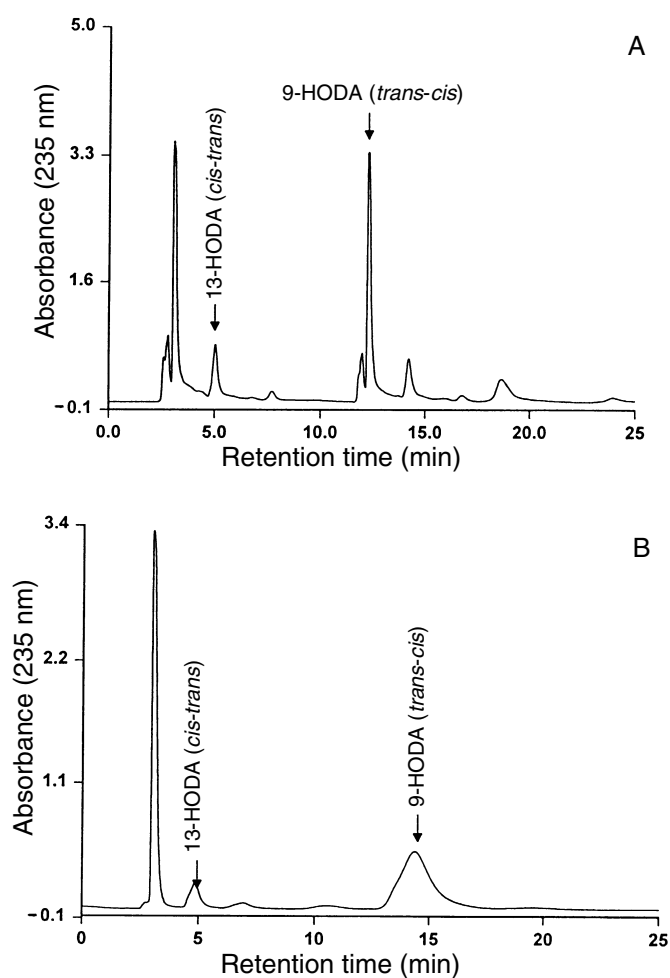 5.0
A
9-HODA (trans-cis)
13-HODA (cis-trans)
Absorbance (235 nm)
3.3
1.6
−0.1
0.0
5.0
10.0
15.0
20.0
25
Retention time (min)
3.4
B
13-HODA (cis-trans)
9-HODA (trans-cis)
Absorbance (235 nm)
2.2
1.1
−0.1
0
5
10
15
20
25
Retention time (min)